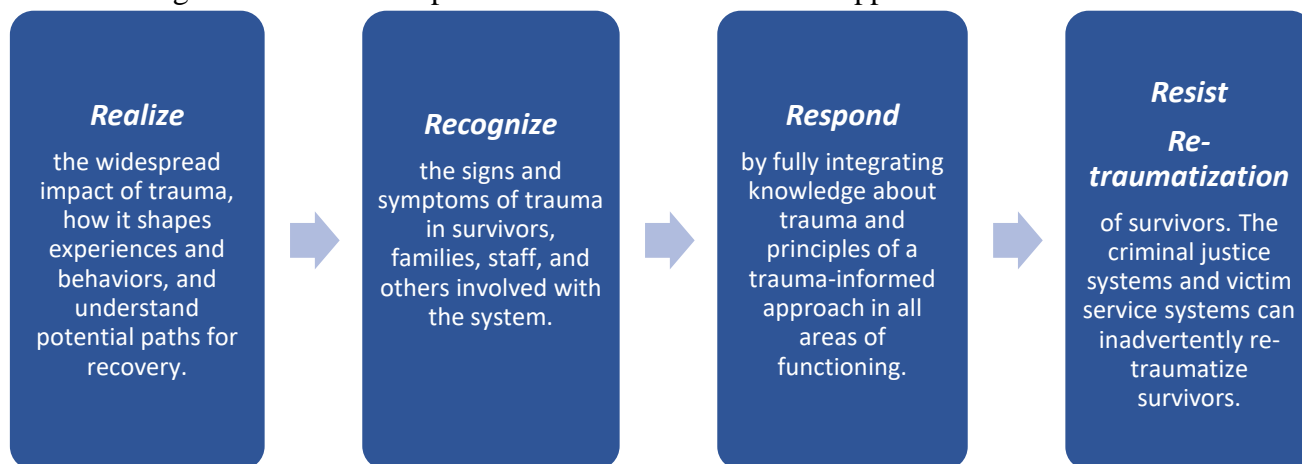 Realize
the widespread
impact of trauma,
how it shapes
experiences and
behaviors, and
understand
potential paths for
recovery.
Recognize
the signs and
symptoms of trauma
in survivors,
families, staff, and
others involved with
the system.
Respond
by fully integrating
knowledge about
trauma and
principles of a
trauma-informed
approach in all
areas of
functioning.
Resist
Re-
traumatization
of survivors. The
criminal justice
systems and victim
service systems can
inadvertently re-
traumatize
survivors.